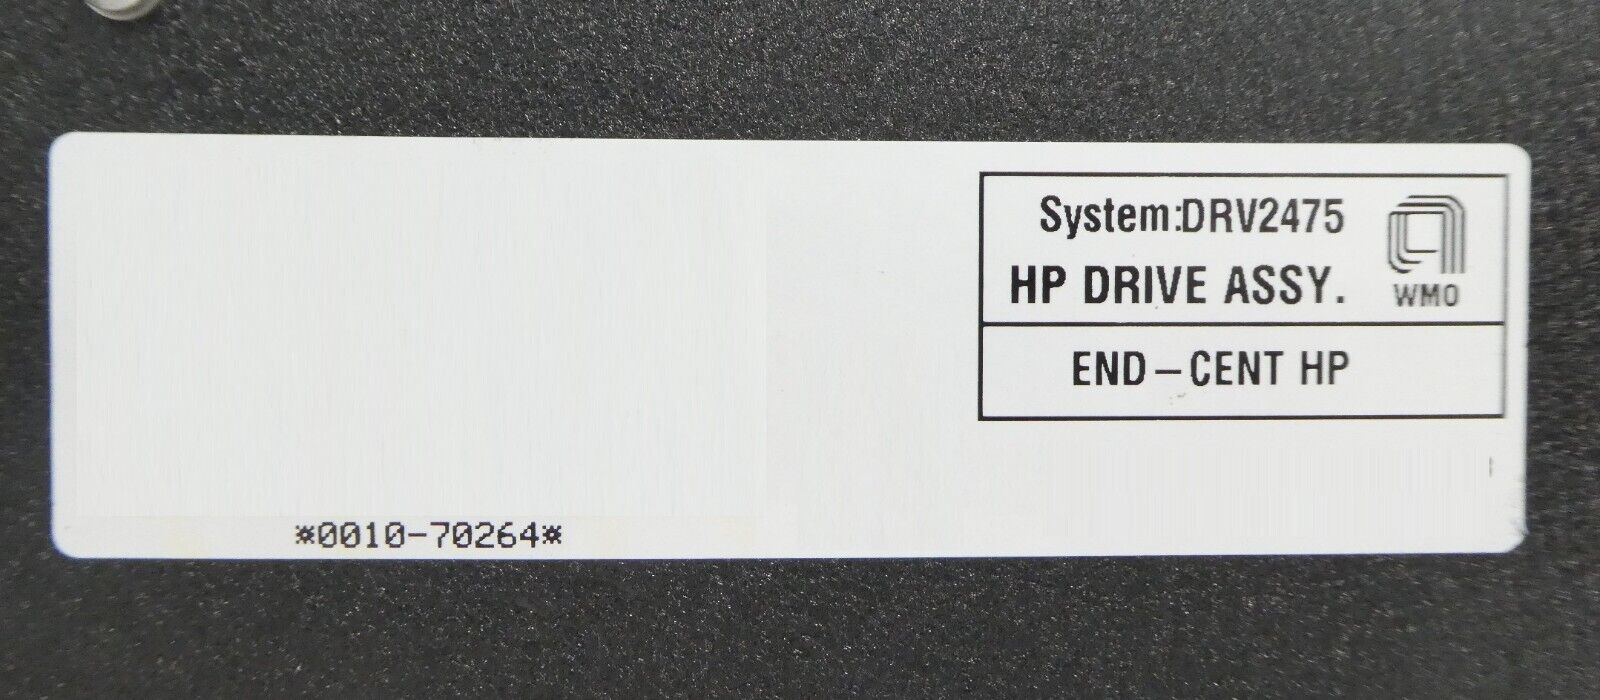 System:DRV2475
HP DRIVE ASSY.
WMO
END-CENT HP
*0010-70264*